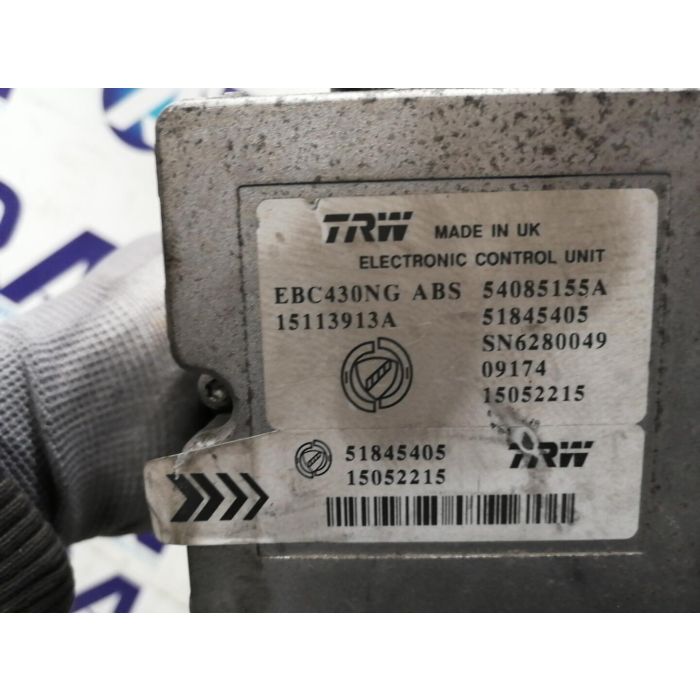 TRW MADE IN UK
ELECTRONIC CONTROL UNIT
EBC430NG ABS 54085155A
15113913A 51845405
SN6280049
09174
15052215
51845405 TRW
15052215